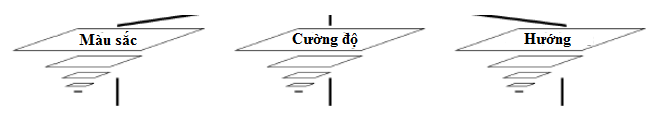 Màu sắc
Cường độ
Hướng